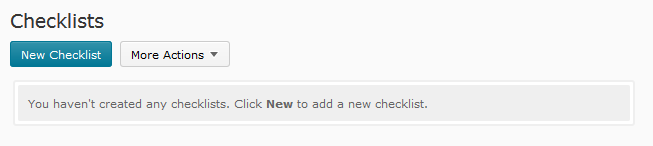 Checklists
New Checklist More Actions
You haven't created any checklists. Click New to add a new checklist.